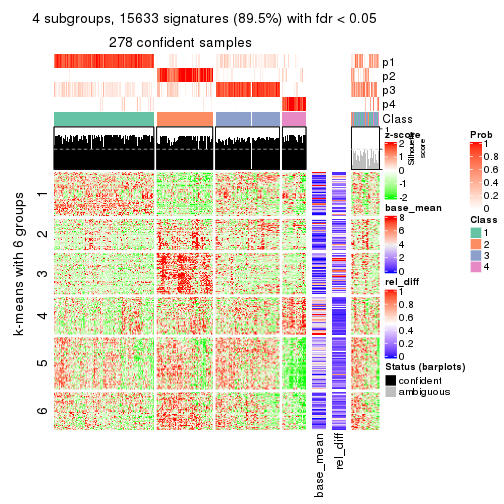 4 subgroups, 15633 signatures (89.5%) with fdr < 0.05
278 confident samples
p1
p2
p3
p4
Class
1
Silhouette
score
k-means with 6 groups
1
2
3
4
5
6
base_mean
rel_diff
z-score
2
1
0
-1
-2
base_mean
8
6
4
2
0
rel_diff
1
0.8
0.6
0.4
0.2
0
Status (barplots)
confident
ambiguous
Prob
1
0.8
0.6
0.4
0.2
0
Class
1
2
3
4